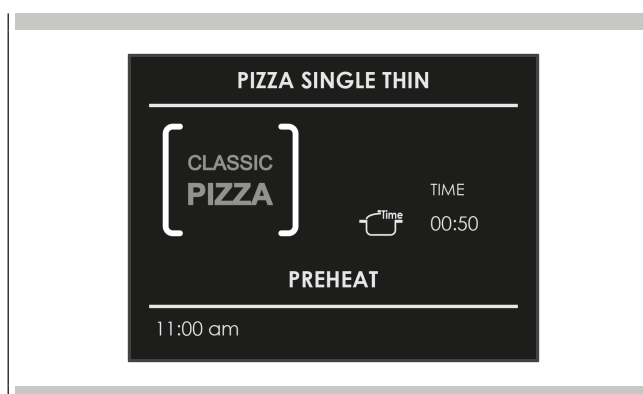 PIZZA SINGLE THIN
CLASSIC
PIZZA
TIME
Time
00:50
PREHEAT
11:00 am